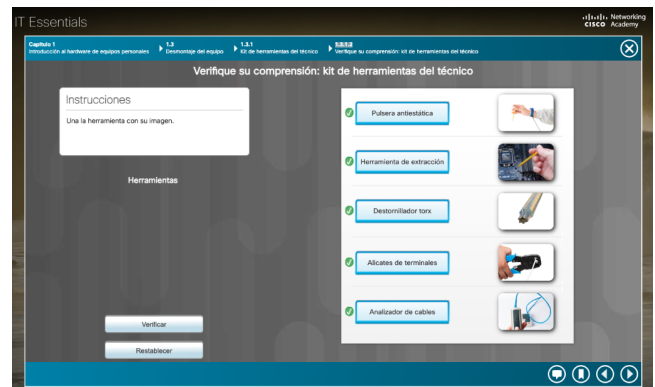 IT Essentials
Networking
CISCO Academy
Capítulo 1
Introducción al hardware de equipos personales
1.3
Desmontaje del equipo
1.3.1
Kit de herramientas del técnico
Verifique su comprensión: kit de herramientas del técnico
Verifique su comprensión: kit de herramientas del técnico
Instrucciones
Una la herramienta con su imagen.
Herramientas
Pulsera antiestática
Herramienta de extracción
Destornillador torx
Alicates de terminales
Analizador de cables
Verificar
Restablecer